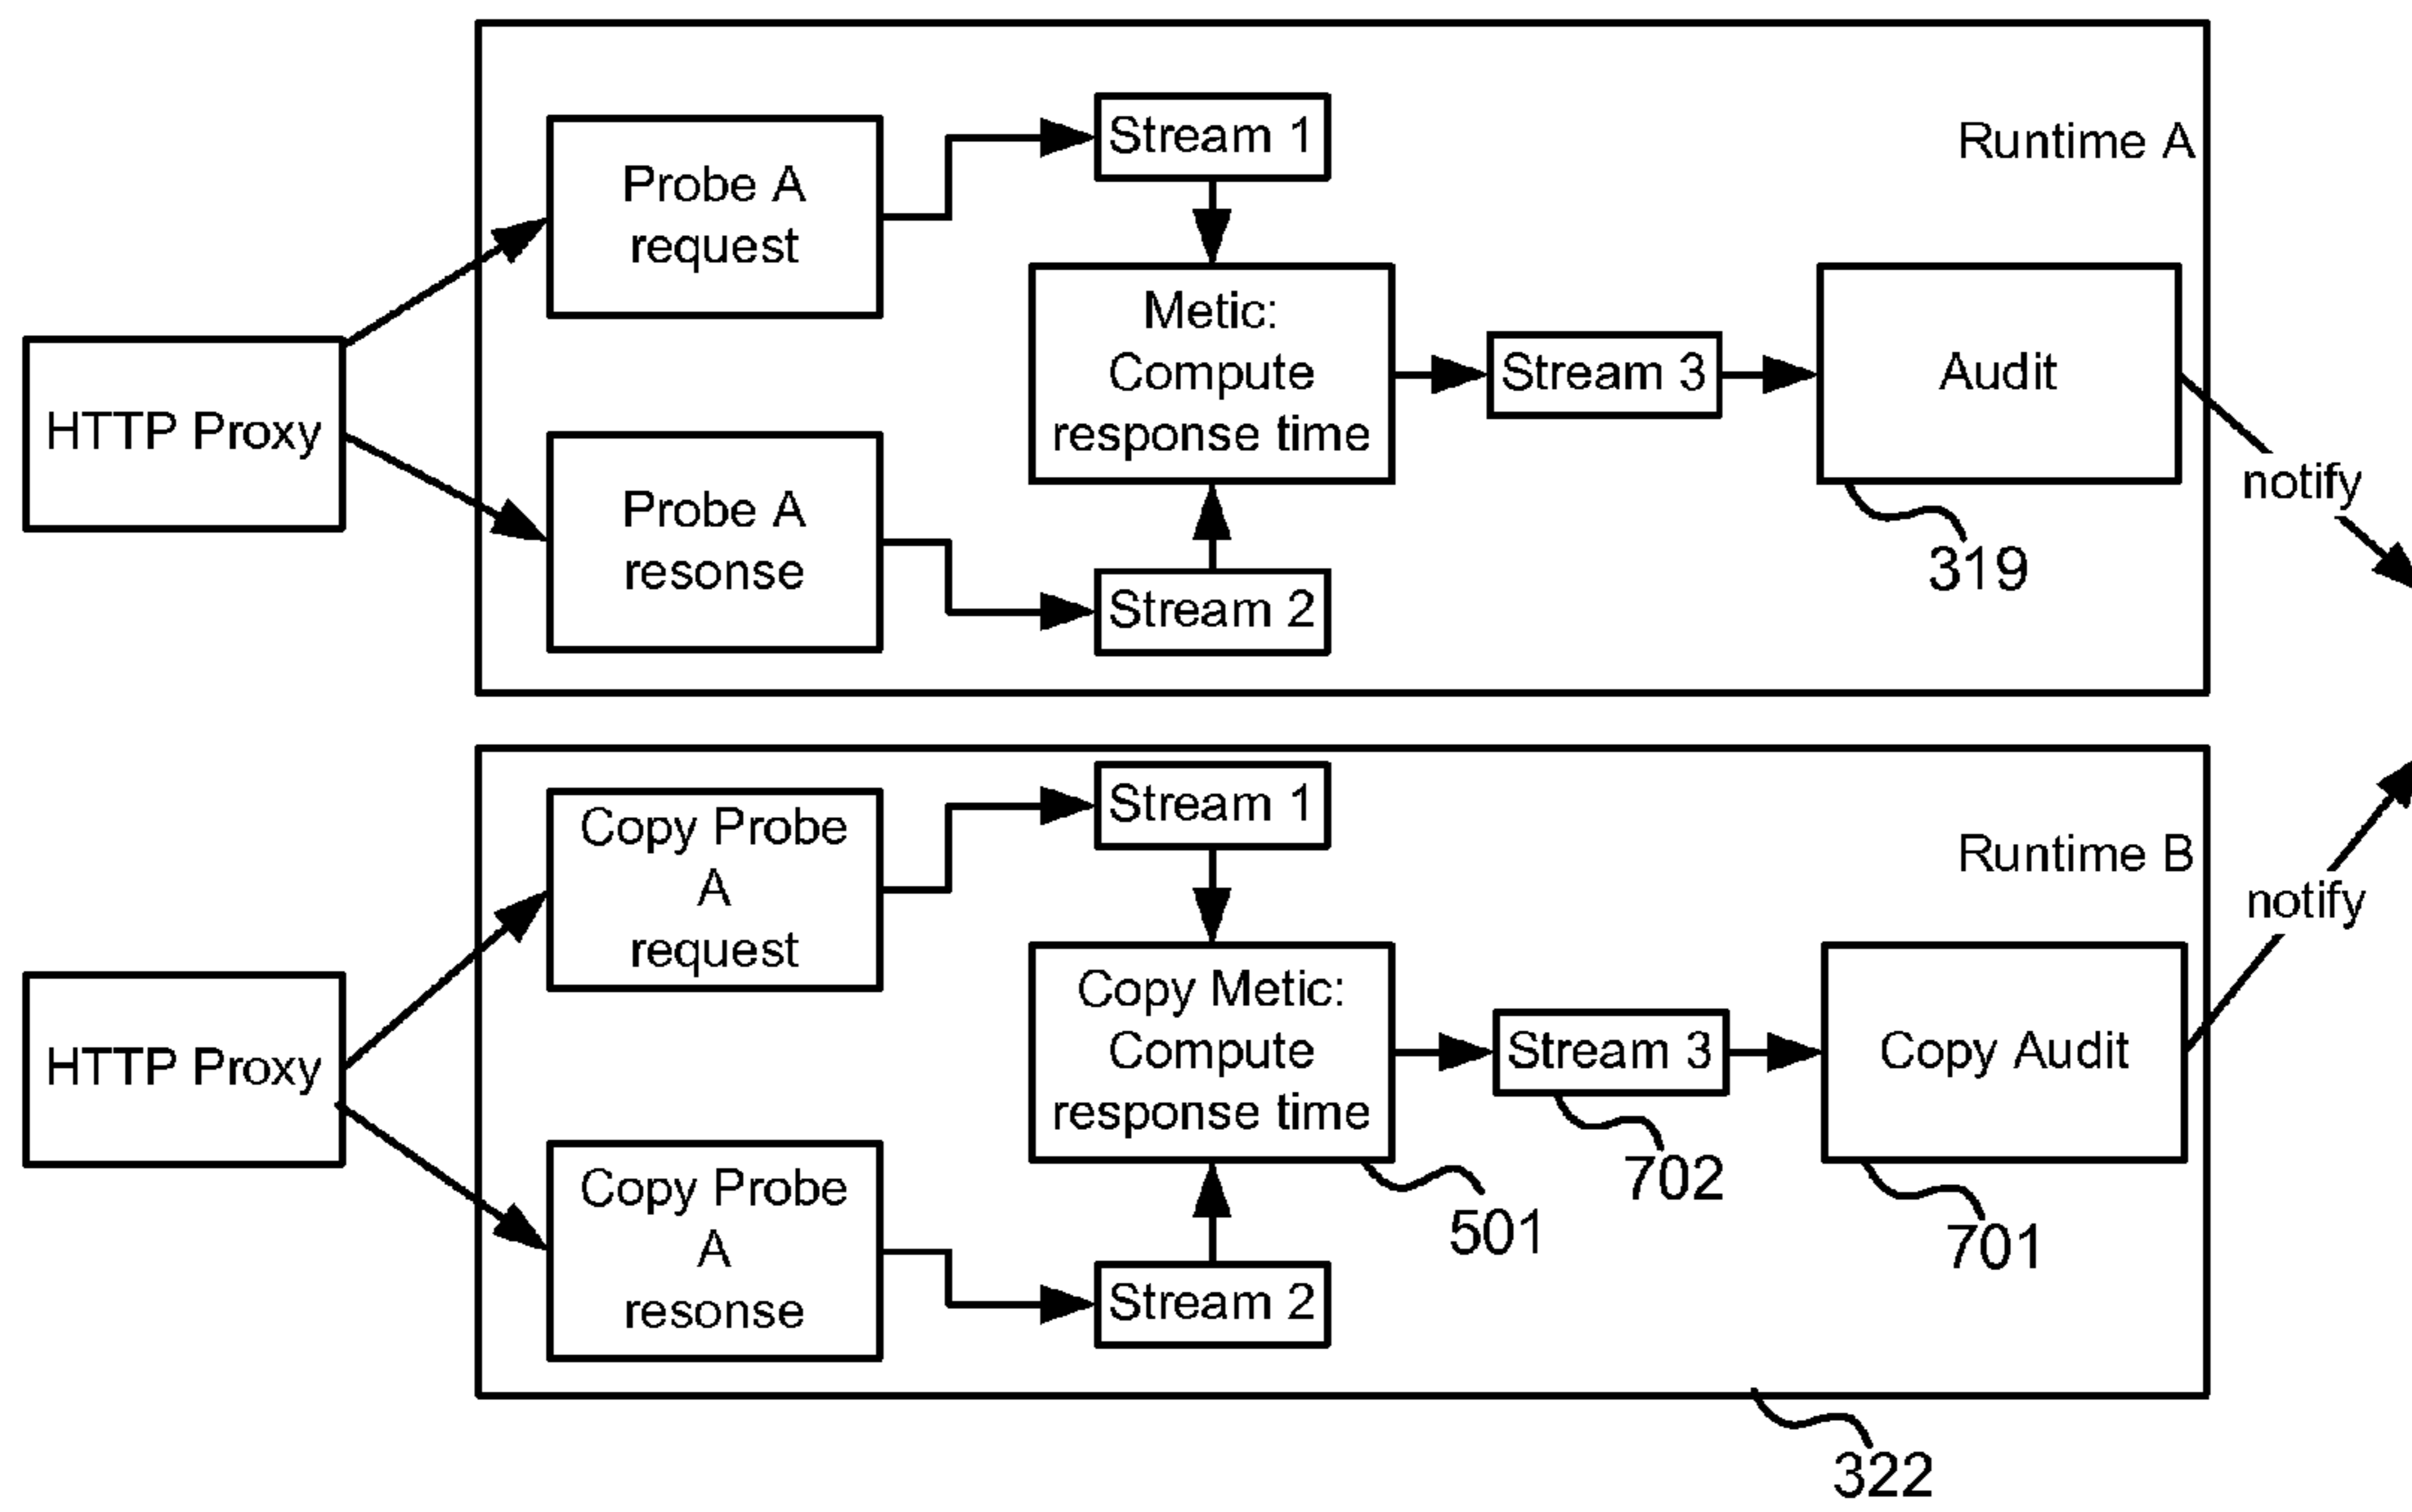 Runtime A
Stream 1
Probe A
request
Metic:
Compute
response time
Stream 3
Audit
HTTP Proxy
notify
Probe A
resonse
319
Stream 2
Stream 1
Copy Probe
A
request
Runtime B
notify
Copy Metic:
Compute
response time
Stream 3
Copy Audit
HTTP Proxy
702
501
701
Copy Probe
A
resonse
Stream 2
322